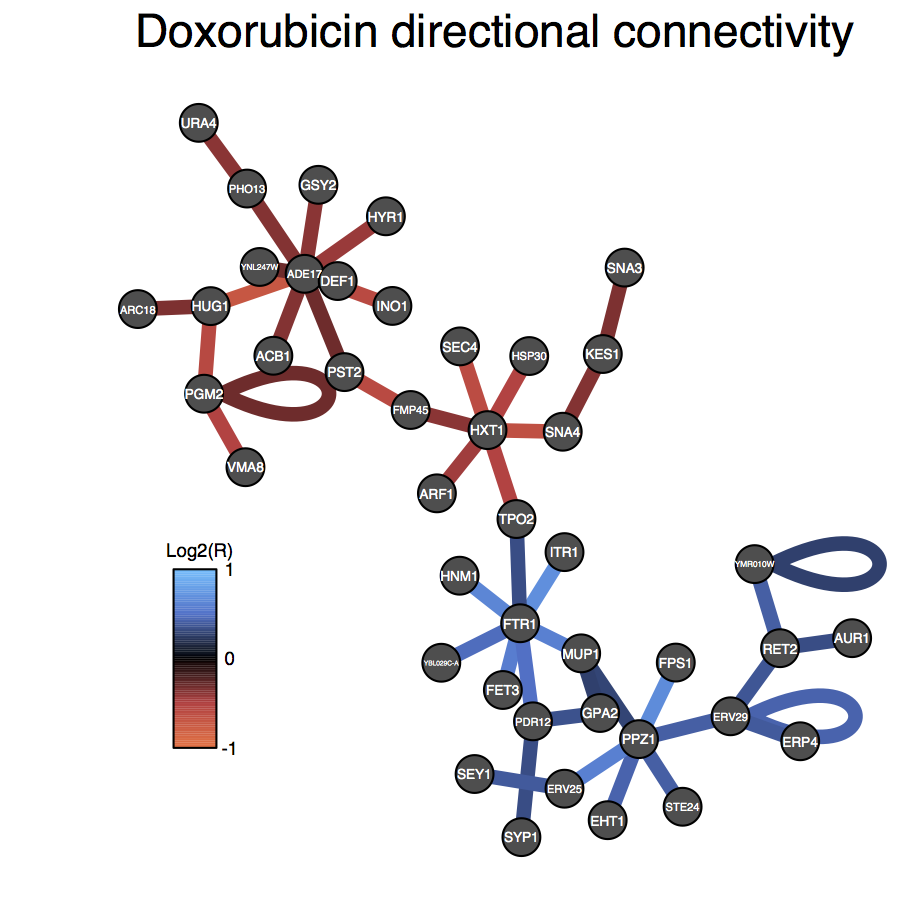 Doxorubicin directional connectivity
URA4
PHO13
GSY2
HYR1
YNL247W
ADE17
DEF1
SNA3
ARC18
HUG1
INO1
ACB1
SEC4
HSP30
KES1
PST2
PGM2
FMP45
HXT1
SNA4
VMA8
ARF1
TPO2
Log2(R)
1
0
-1
ITR1
HNM1
YMR010W
FTR1
MUP1
RET2
AUR1
YBL029C-A
FPS1
FET3
GPA2
PDR12
ERV29
PPZ1
ERP4
SEY1
ERV25
STE24
EHT1
SYP1